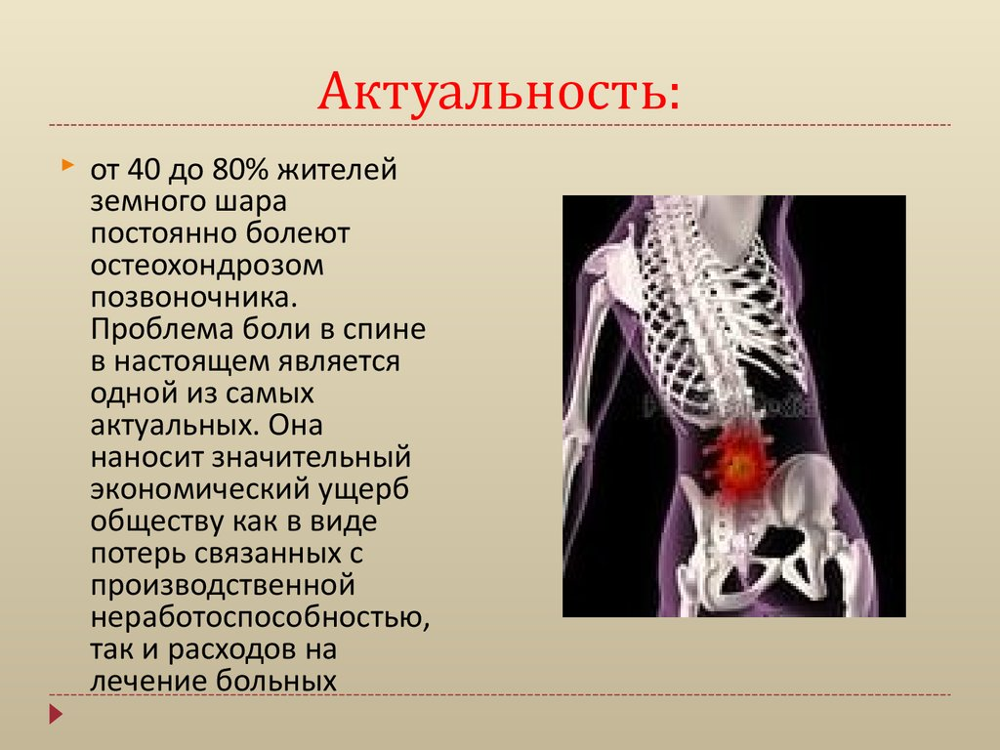 Актуальность:
от 40 до 80% жителей
земного шара
постоянно болеют
остеохондрозом
позвоночника.
Проблема боли в спине
в настоящем является
одной из самых
актуальных. Она
наносит значительный
экономический ущерб
обществу как в виде
потерь связанных с
производственной
неработоспособностью,
так и расходов на
лечение больных